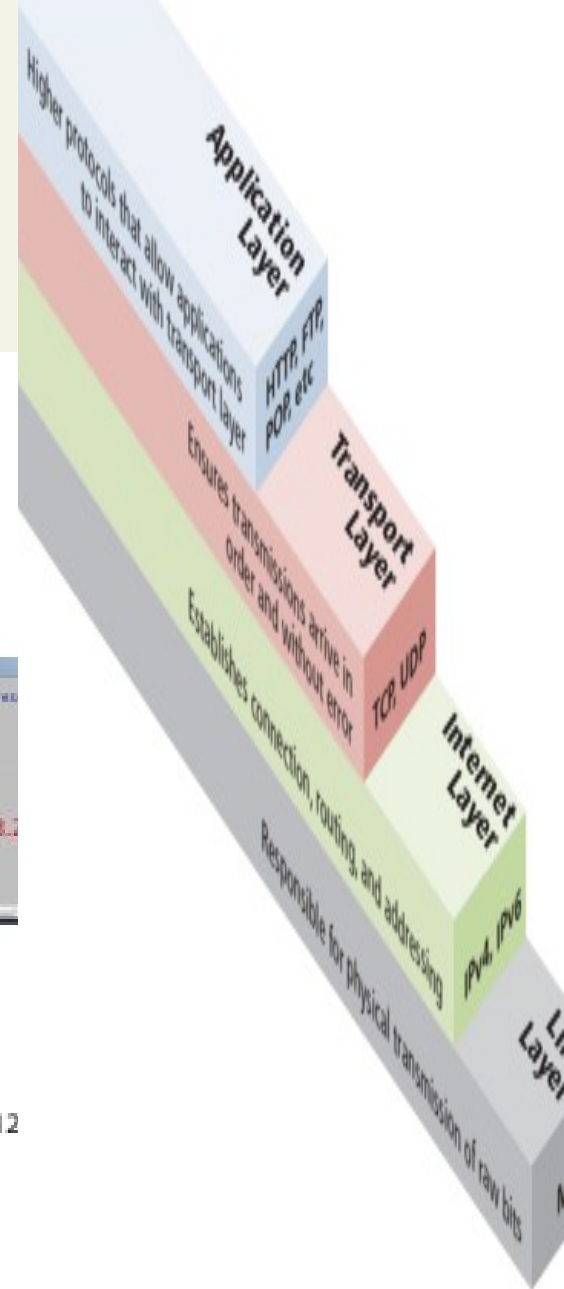 Application
Layer
Higher protocols that allow applications
to interact with transport layer
HTTP, FTP,
POP, etc
Transport
Layer
Ensures transmissions arrive in
order and without error
TCP, UDP
Internet
Layer
Establishes connection, routing, and addressing
IPv4, IPv6
Layer
Responsible for physical transmission of raw bits